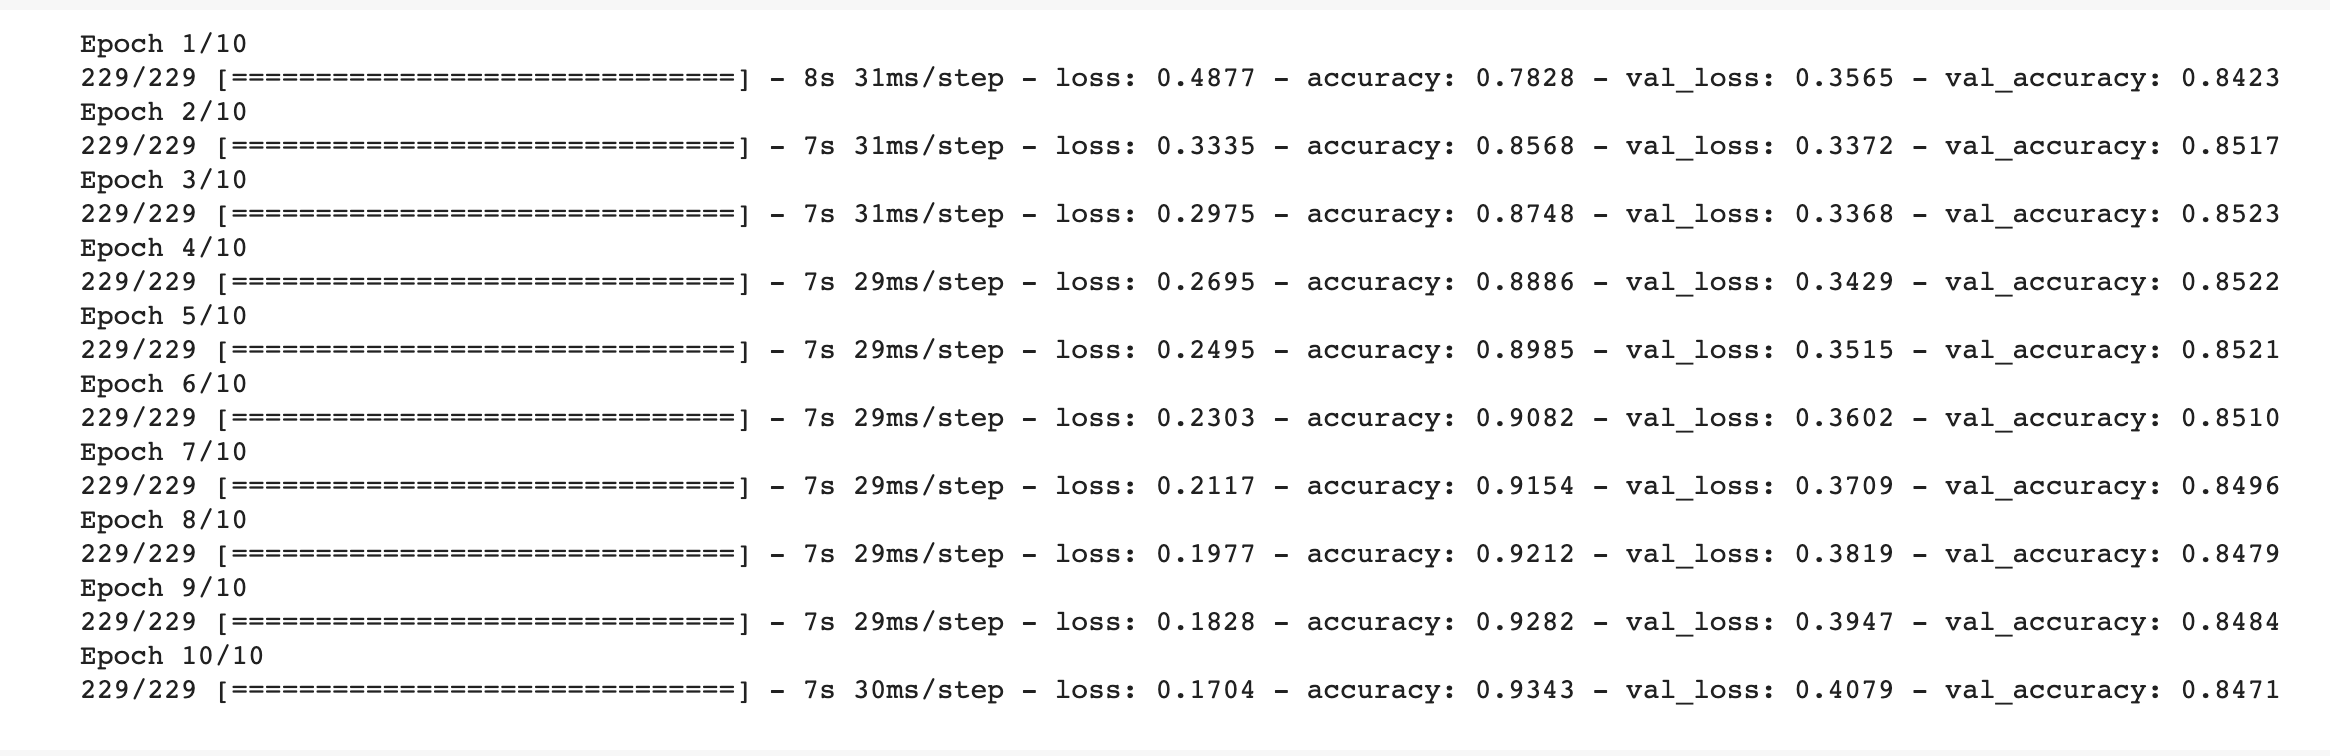 Epoch 1/10
229/229 [==============================] - 8s 31ms/step - loss: 0.4877 - accuracy: 0.7828 - val_loss: 0.3565 - val_accuracy: 0.8423
Epoch 2/10
229/229 [==============================] - 7s 31ms/step - loss: 0.3335 - accuracy: 0.8568 - val_loss: 0.3372 - val_accuracy: 0.8517
Epoch 3/10
229/229 [==============================] - 7s 31ms/step - loss: 0.2975 - accuracy: 0.8748 - val_loss: 0.3368 - val_accuracy: 0.8523
Epoch 4/10
229/229 [==============================] - 7s 29ms/step - loss: 0.2695 - accuracy: 0.8886 - val_loss: 0.3429 - val_accuracy: 0.8522
Epoch 5/10
229/229 [==============================] - 7s 29ms/step - loss: 0.2495 - accuracy: 0.8985 - val_loss: 0.3515 - val_accuracy: 0.8521
Epoch 6/10
229/229 [==============================] - 7s 29ms/step - loss: 0.2303 - accuracy: 0.9082 - val_loss: 0.3602 - val_accuracy: 0.8510
Epoch 7/10
229/229 [==============================] - 7s 29ms/step - loss: 0.2117 - accuracy: 0.9154 - val_loss: 0.3709 - val_accuracy: 0.8496
Epoch 8/10
229/229 [==============================] - 7s 29ms/step - loss: 0.1977 - accuracy: 0.9212 - val_loss: 0.3819 - val_accuracy: 0.8479
Epoch 9/10
229/229 [==============================] - 7s 29ms/step - loss: 0.1828 - accuracy: 0.9282 - val_loss: 0.3947 - val_accuracy: 0.8484
Epoch 10/10
229/229 [==============================] - 7s 30ms/step - loss: 0.1704 - accuracy: 0.9343 - val_loss: 0.4079 - val_accuracy: 0.8471